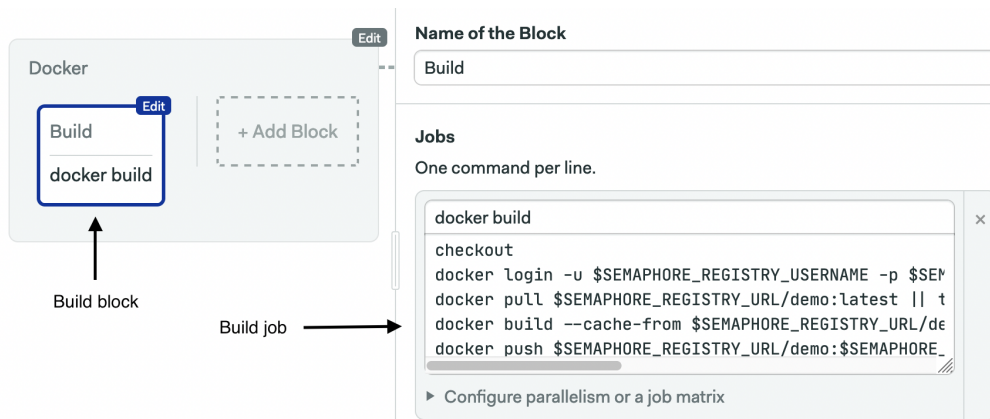 Edit
Docker
Edit
Build
docker build
+ Add Block
Build block
Build job
Name of the Block
Build
Jobs
One command per line.
docker build
checkout
docker login -u $SEMAPHORE_REGISTRY_USERNAME -p $SEM
docker pull $SEMAPHORE_REGISTRY_URL/demo:latest || t
docker build --cache-from $SEMAPHORE_REGISTRY_URL/de
docker push $SEMAPHORE_REGISTRY_URL/demo:$SEMAPHORE_
Configure parallelism or a job matrix